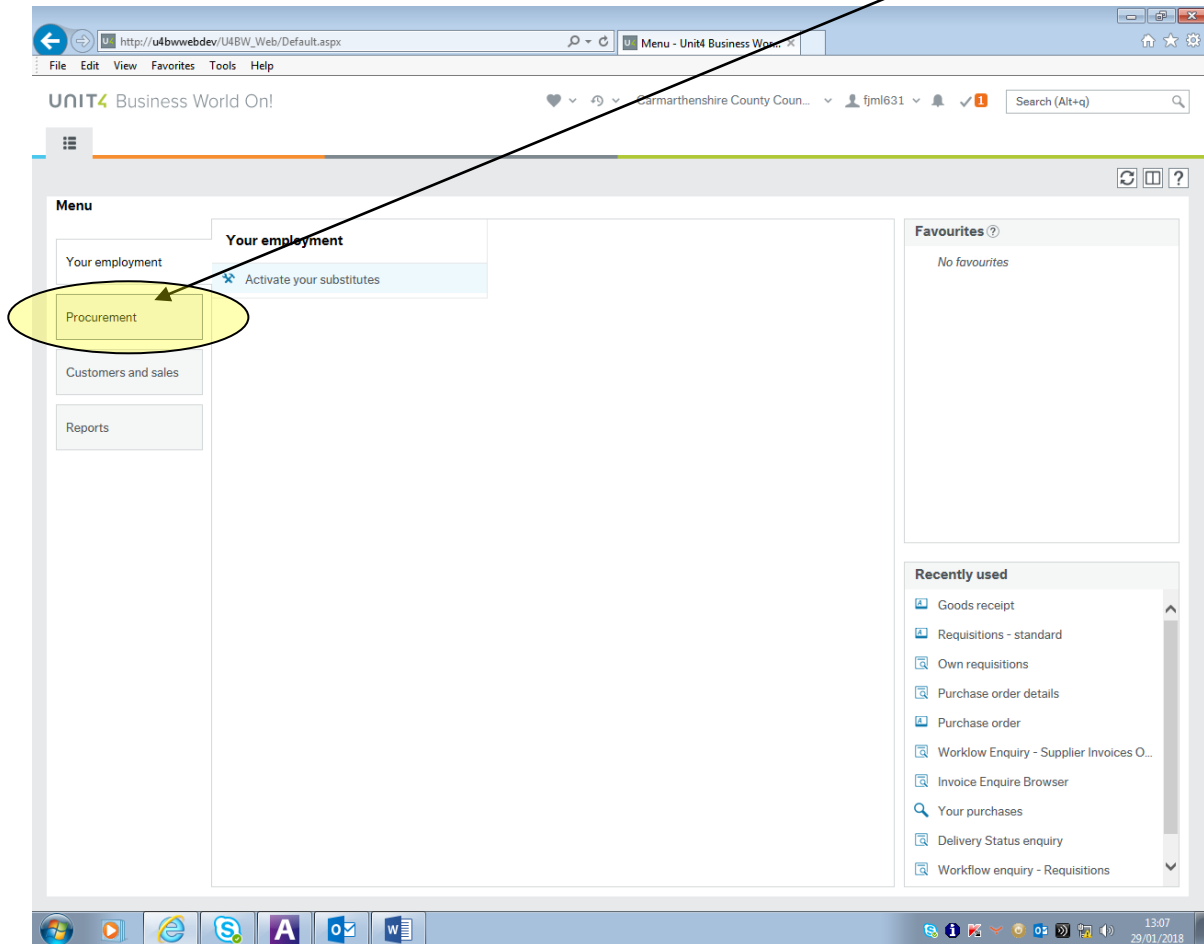 http://u4bwwebdev/U4BW_Web/Default.aspx
U4 Menu - Unit4 Business Wor...
File Edit View Favorites Tools Help
UNIT4 Business World On!
Carmarthenshire County Coun...
fjml631
1
Search (Alt+q)
?
Menu
Your employment
Procurement
Customers and sales
Reports
Your employment
Activate your substitutes
Favourites ?
No favourites
Recently used
Goods receipt
Requisitions - standard
Own requisitions
Purchase order details
Purchase order
Worklow Enquiry - Supplier Invoices O...
Invoice Enquire Browser
Your purchases
Delivery Status enquiry
Workflow enquiry - Requisitions
13:07
29/01/2018